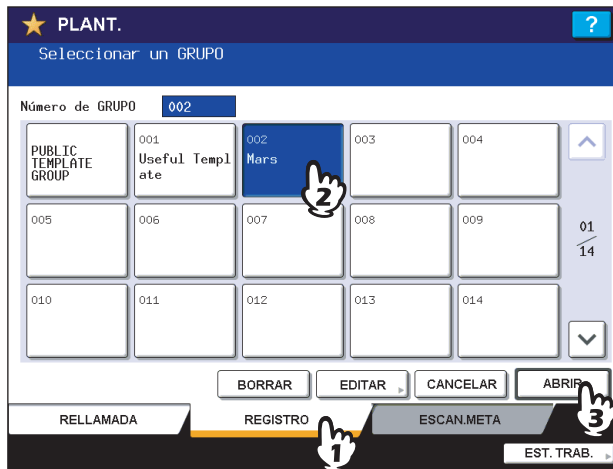 PLANT.
?
Seleccionar un GRUPO
Número de GRUPO 002
PUBLIC
TEMPLATE
GROUP
001
Useful Templ
ate
002
Mars
003
004
005
006
007
008
009
01
14
010
011
012
013
014
2
BORRAR
EDITAR
CANCELAR
ABRIR
3
RELLAMADA
REGISTRO
ESCAN.META
1
EST. TRAB.